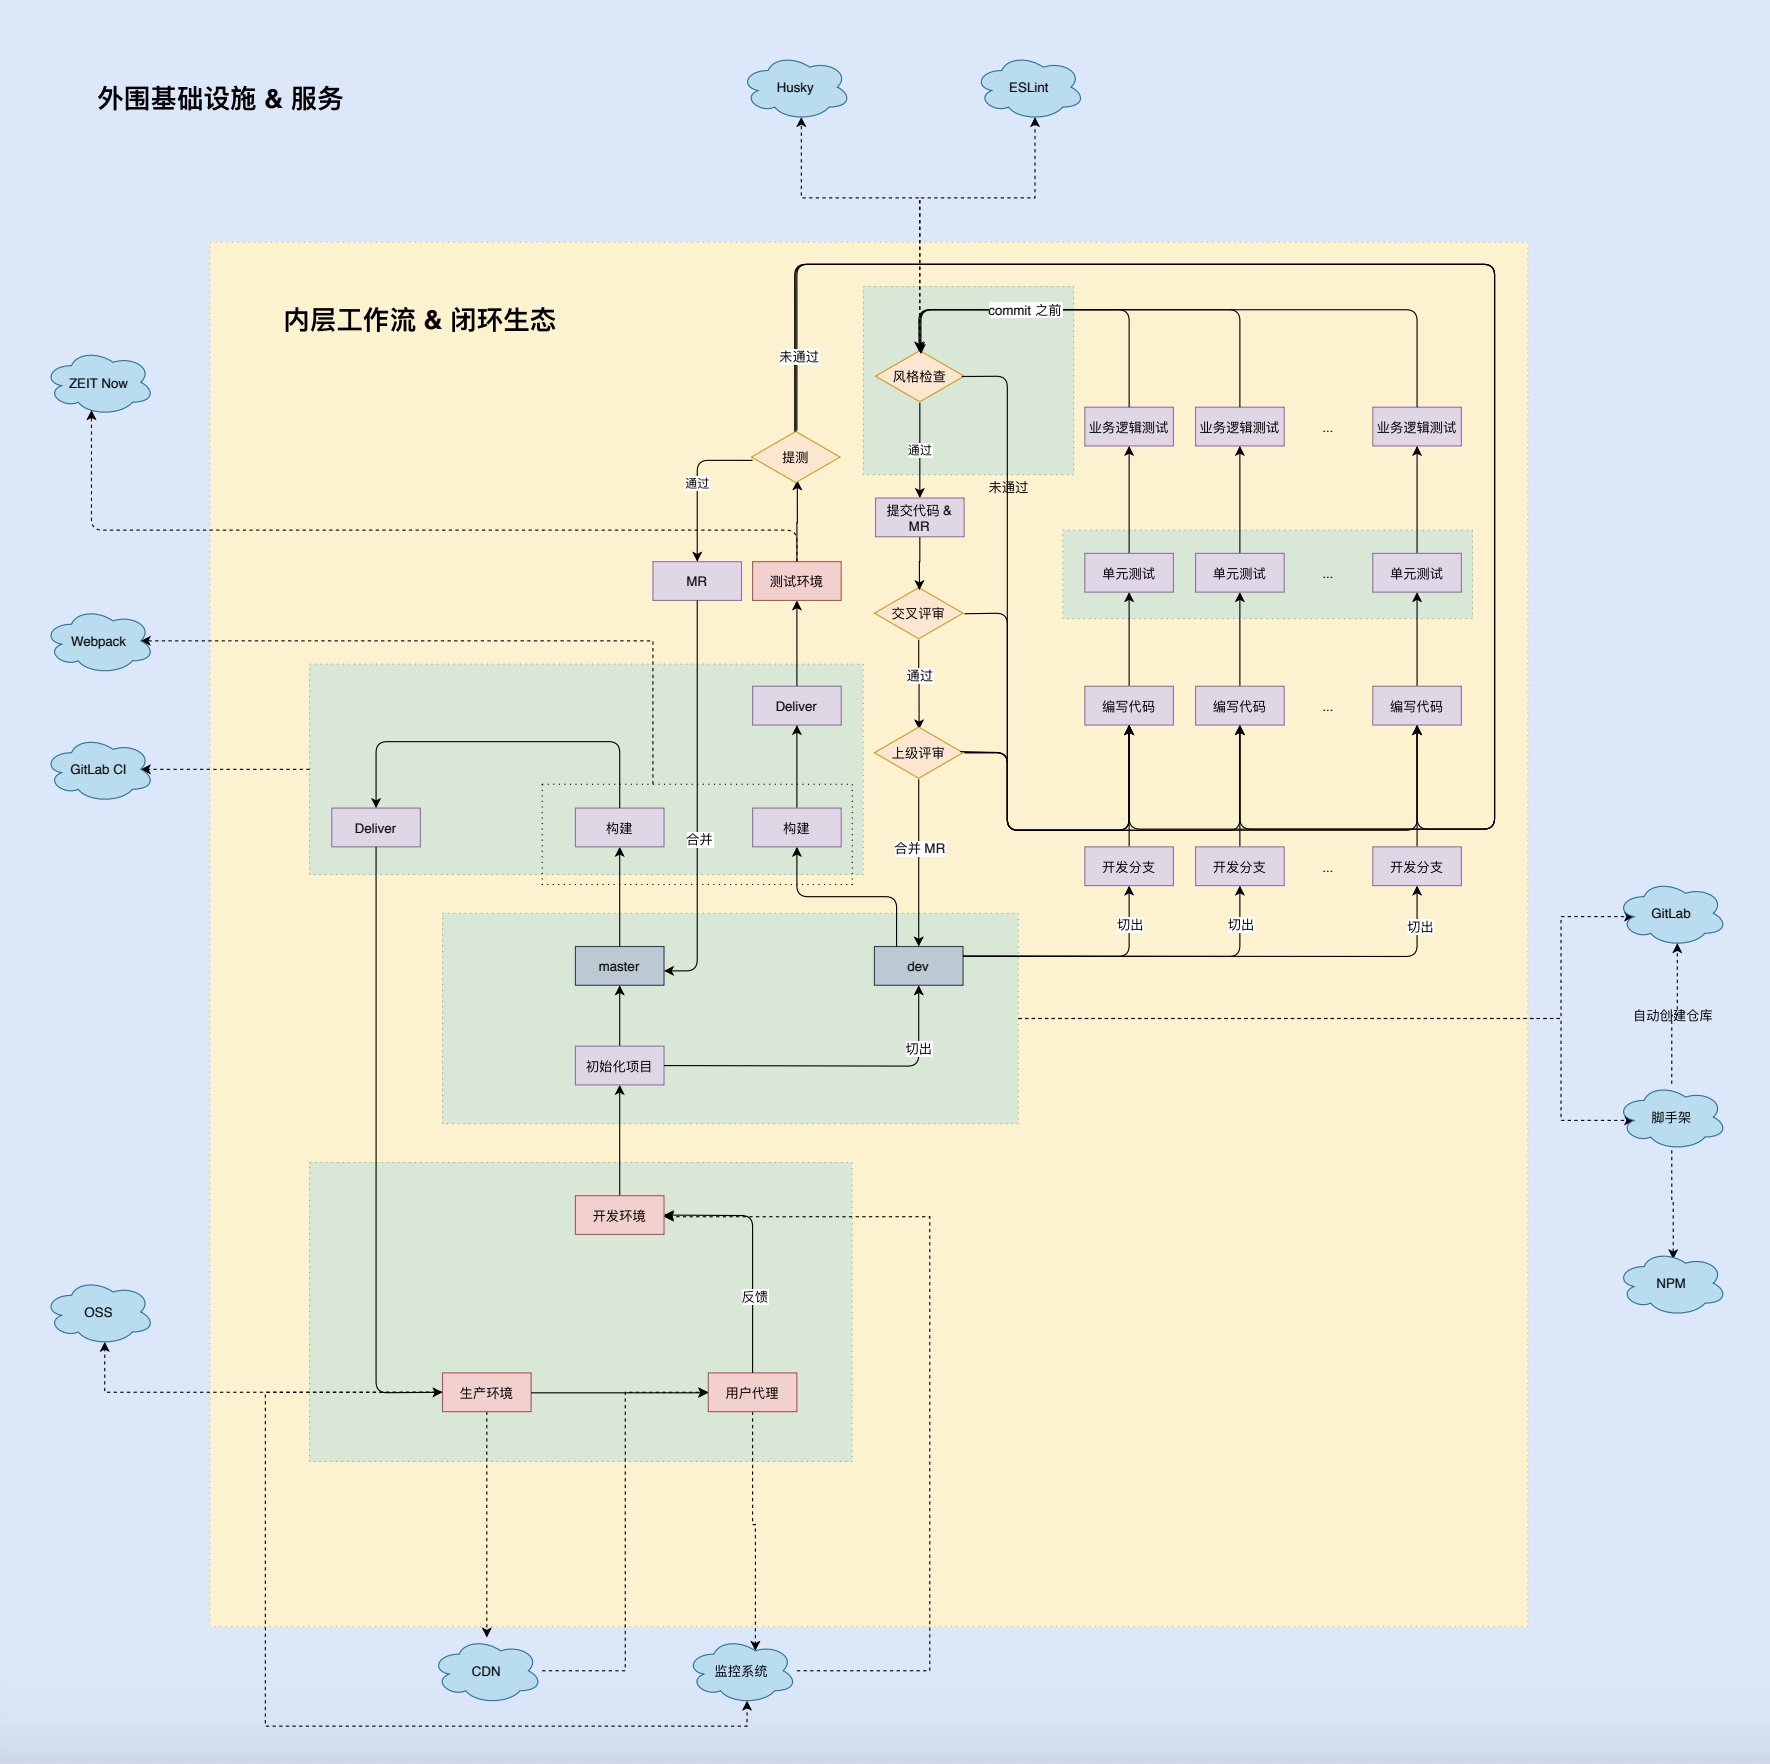 Husky
ESLint
外围基础设施 & 服务
内层工作流 & 闭环生态
commit 之前
未通过
风格检查
ZEIT Now
业务逻辑测试
业务逻辑测试
...
业务逻辑测试
提测
通过
通过
未通过
提交代码 &
MR
MR
测试环境
单元测试
单元测试
...
单元测试
交叉评审
Webpack
通过
Deliver
编写代码
编写代码
...
编写代码
上级评审
GitLab CI
Deliver
构建
合并
构建
合并 MR
开发分支
开发分支
...
开发分支
切出
切出
切出
GitLab
master
dev
自动创建仓库
切出
初始化项目
脚手架
开发环境
反馈
NPM
OSS
生产环境
用户代理
CDN
监控系统